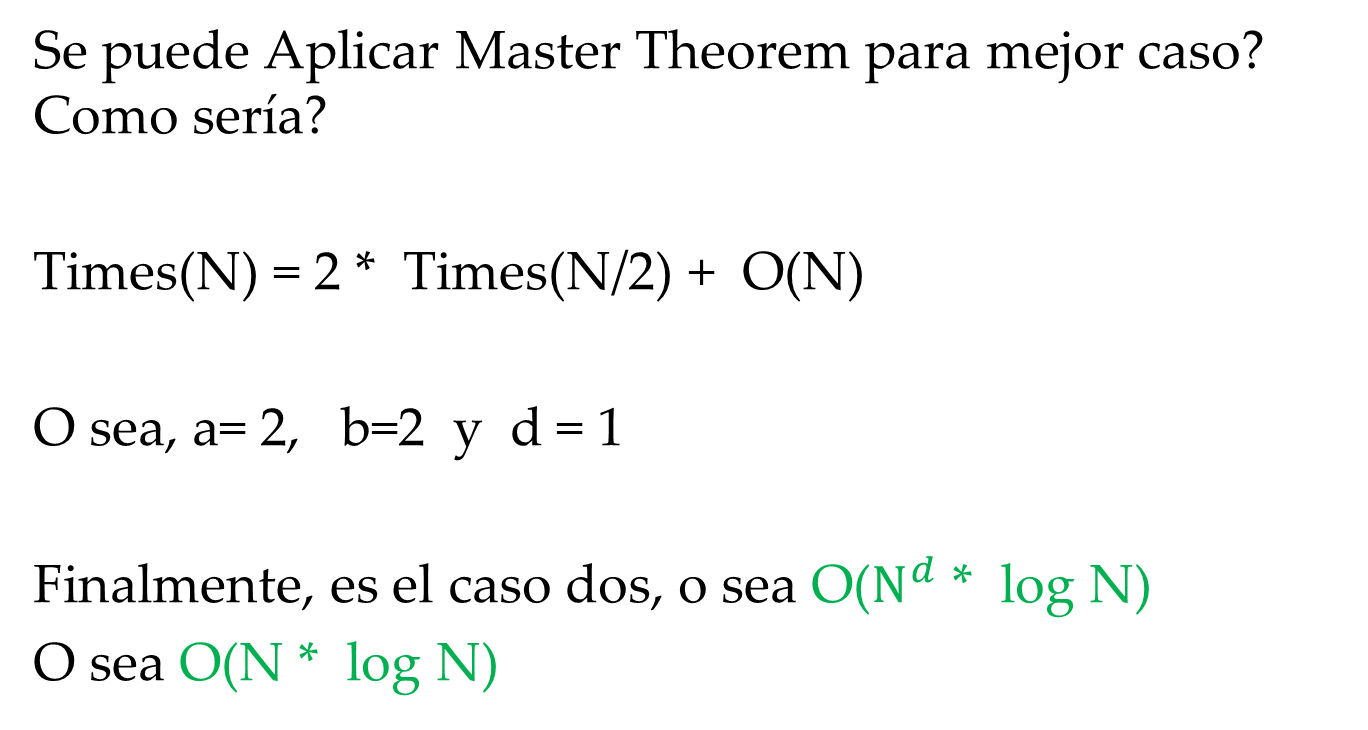 Se puede Aplicar Master Theorem para mejor caso?
Como sería?
Times(N) = 2 * Times(N/2) + O(N)
O sea, a= 2, b=2 y d = 1
Finalmente, es el caso dos, o sea O(N^d * log N)
O sea O(N * log N)